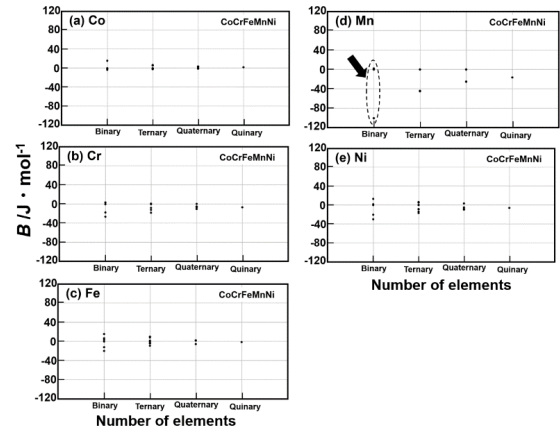 (a) Co
CoCrFeMnNi
120
80
40
0
-40
-80
-120
Binary
Ternary
Quaternary
Quinary
(b) Cr
CoCrFeMnNi
120
80
40
0
-40
-80
-120
Binary
Ternary
Quaternary
Quinary
(c) Fe
CoCrFeMnNi
120
80
40
0
-40
-80
-120
Binary
Ternary
Quaternary
Quinary
Number of elements
B /J・mol⁻¹
(d) Mn
CoCrFeMnNi
120
80
40
0
-40
-80
-120
Binary
Ternary
Quaternary
Quinary
(e) Ni
CoCrFeMnNi
120
80
40
0
-40
-80
-120
Binary
Ternary
Quaternary
Quinary
Number of elements